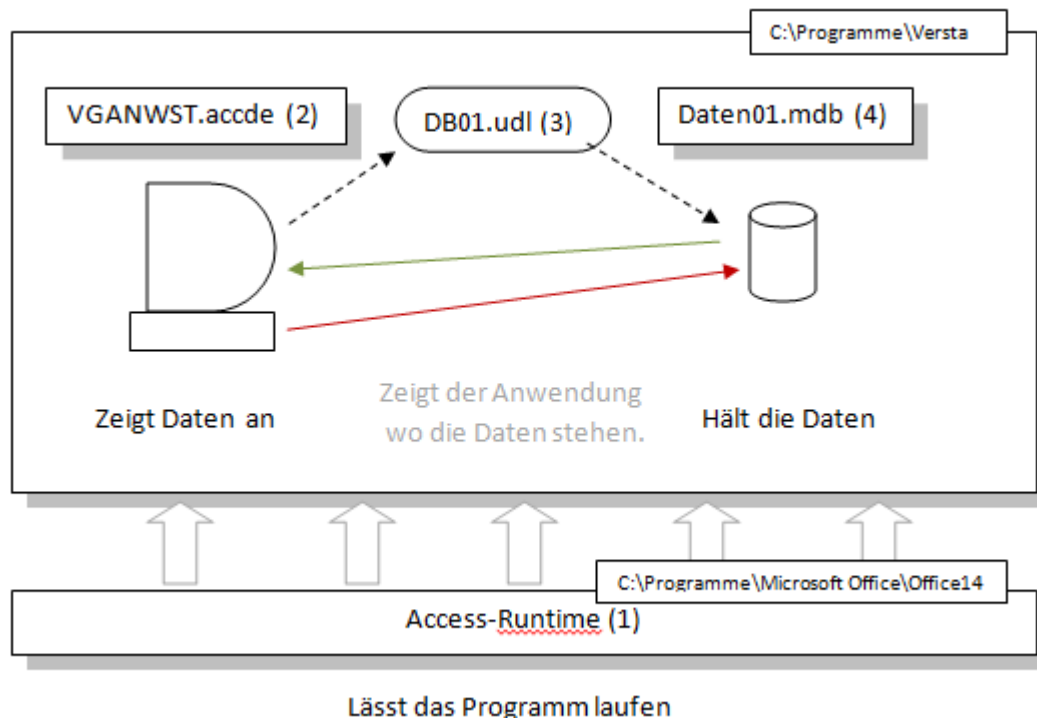 C:\Programme\Versta
VGANWST.accde (2)
DB01.udl (3)
Daten01.mdb (4)
Zeigt Daten an
Zeigt der Anwendung
wo die Daten stehen.
Hält die Daten
C:\Programme\Microsoft Office\Office14
Access-Runtime (1)
Lässt das Programm laufen